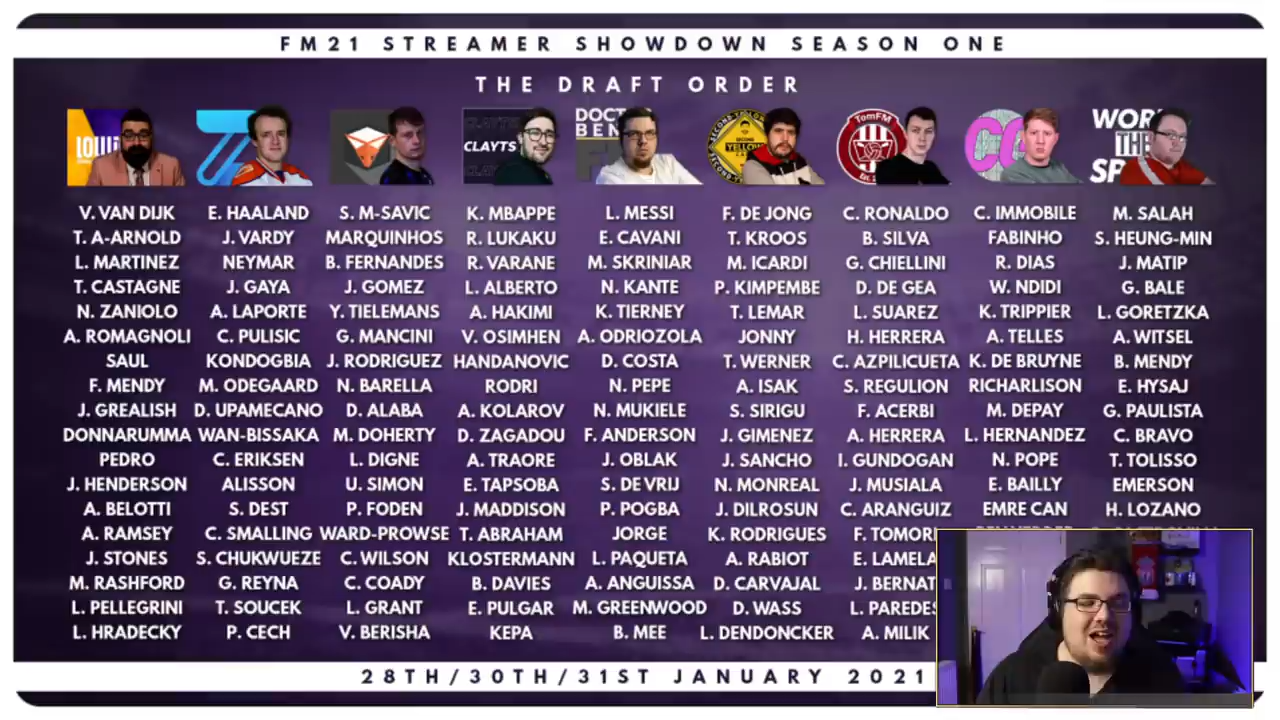 FM21 STREAMER SHOWDOWN SEASON ONE
THE DRAFT ORDER
CLAYTS
SECOND YELLOW
TomFM
V. VAN DIJK E. HAALAND S. M-SAVIC K. MBAPPE L. MESSI F. DE JONG C. RONALDO C. IMMOBILE M. SALAH
T. A-ARNOLD J. VARDY MARQUINHOS R. LUKAKU E. CAVANI T. KROOS B. SILVA FABINHO S. HEUNG-MIN
L. MARTINEZ NEYMAR B. FERNANDES R. VARANE M. SKRINIAR M. ICARDI G. CHIELLINI R. DIAS J. MATIP
T. CASTAGNE J. GAYA J. GOMEZ L. ALBERTO N. KANTE P. KIMPEMBE D. DE GEA W. NDIDI G. BALE
N. ZANIOLO A. LAPORTE Y. TIELEMANS A. HAKIMI K. TIERNEY T. LEMAR L. SUAREZ K. TRIPPIER L. GORETZKA
A. ROMAGNOLI C. PULISIC G. MANCINI V. OSIMHEN A. ODRIOZOLA JONNY H. HERRERA A. TELLES A. WITSEL
SAUL KONDOGBIA J. RODRIGUEZ HANDANOVIC D. COSTA T. WERNER C. AZPILICUETA K. DE BRUYNE B. MENDY
F. MENDY M. ODEGAARD N. BARELLA RODRI N. PEPE A. ISAK S. REGULION RICHARLISON E. HYSAJ
J. GREALISH D. UPAMECANO D. ALABA A. KOLAROV N. MUKIELE S. SIRIGU F. ACERBI M. DEPAY G. PAULISTA
DONNARUMMA WAN-BISSAKA M. DOHERTY D. ZAGADOU F. ANDERSON J. GIMENEZ A. HERRERA L. HERNANDEZ C. BRAVO
PEDRO C. ERIKSEN L. DIGNE A. TRAORE J. OBLAK J. SANCHO I. GUNDOGAN N. POPE T. TOLISSO
J. HENDERSON ALISSON U. SIMON E. TAPSOBA S. DE VRIJ N. MONREAL J. MUSIALA E. BAILLY EMERSON
A. BELOTTI S. DEST P. FODEN J. MADDISON P. POGBA J. DILROSUN C. ARANGUIZ EMRE CAN H. LOZANO
A. RAMSEY C. SMALLING WARD-PROWSE T. ABRAHAM JORGE K. RODRIGUES F. TOMORI
J. STONES S. CHUKWUEZE C. WILSON KLOSTERMANN L. PAQUETA A. RABIOT E. LAMELA
M. RASHFORD G. REYNA C. COADY B. DAVIES A. ANGUISSA D. CARVAJAL J. BERNAT
L. PELLEGRINI T. SOUCEK L. GRANT E. PULGAR M. GREENWOOD D. WASS L. PAREDES
L. HRADECKY P. CECH V. BERISHA KEPA B. MEE L. DENDONCKER A. MILIK
28TH/30TH/31ST JANUARY 2021